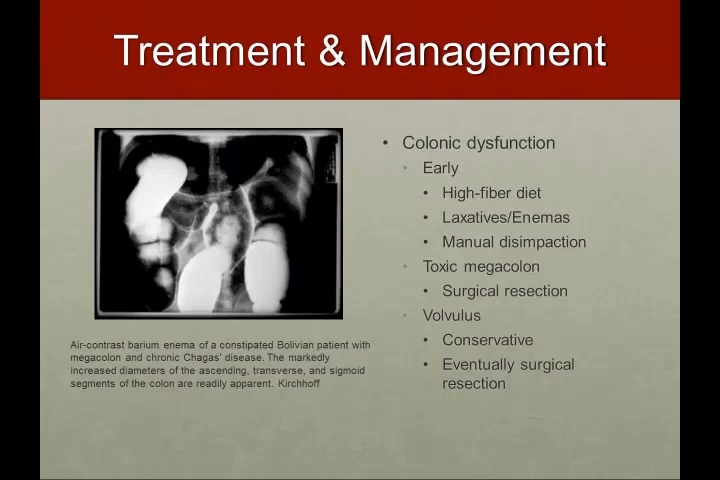 Treatment & Management
Air-contrast barium enema of a constipated Bolivian patient with
megacolon and chronic Chagas' disease. The markedly
increased diameters of the ascending, transverse, and sigmoid
segments of the colon are readily apparent. Kirchhoff
• Colonic dysfunction
• Early
• High-fiber diet
• Laxatives/Enemas
• Manual disimpaction
• Toxic megacolon
• Surgical resection
• Volvulus
• Conservative
• Eventually surgical
resection